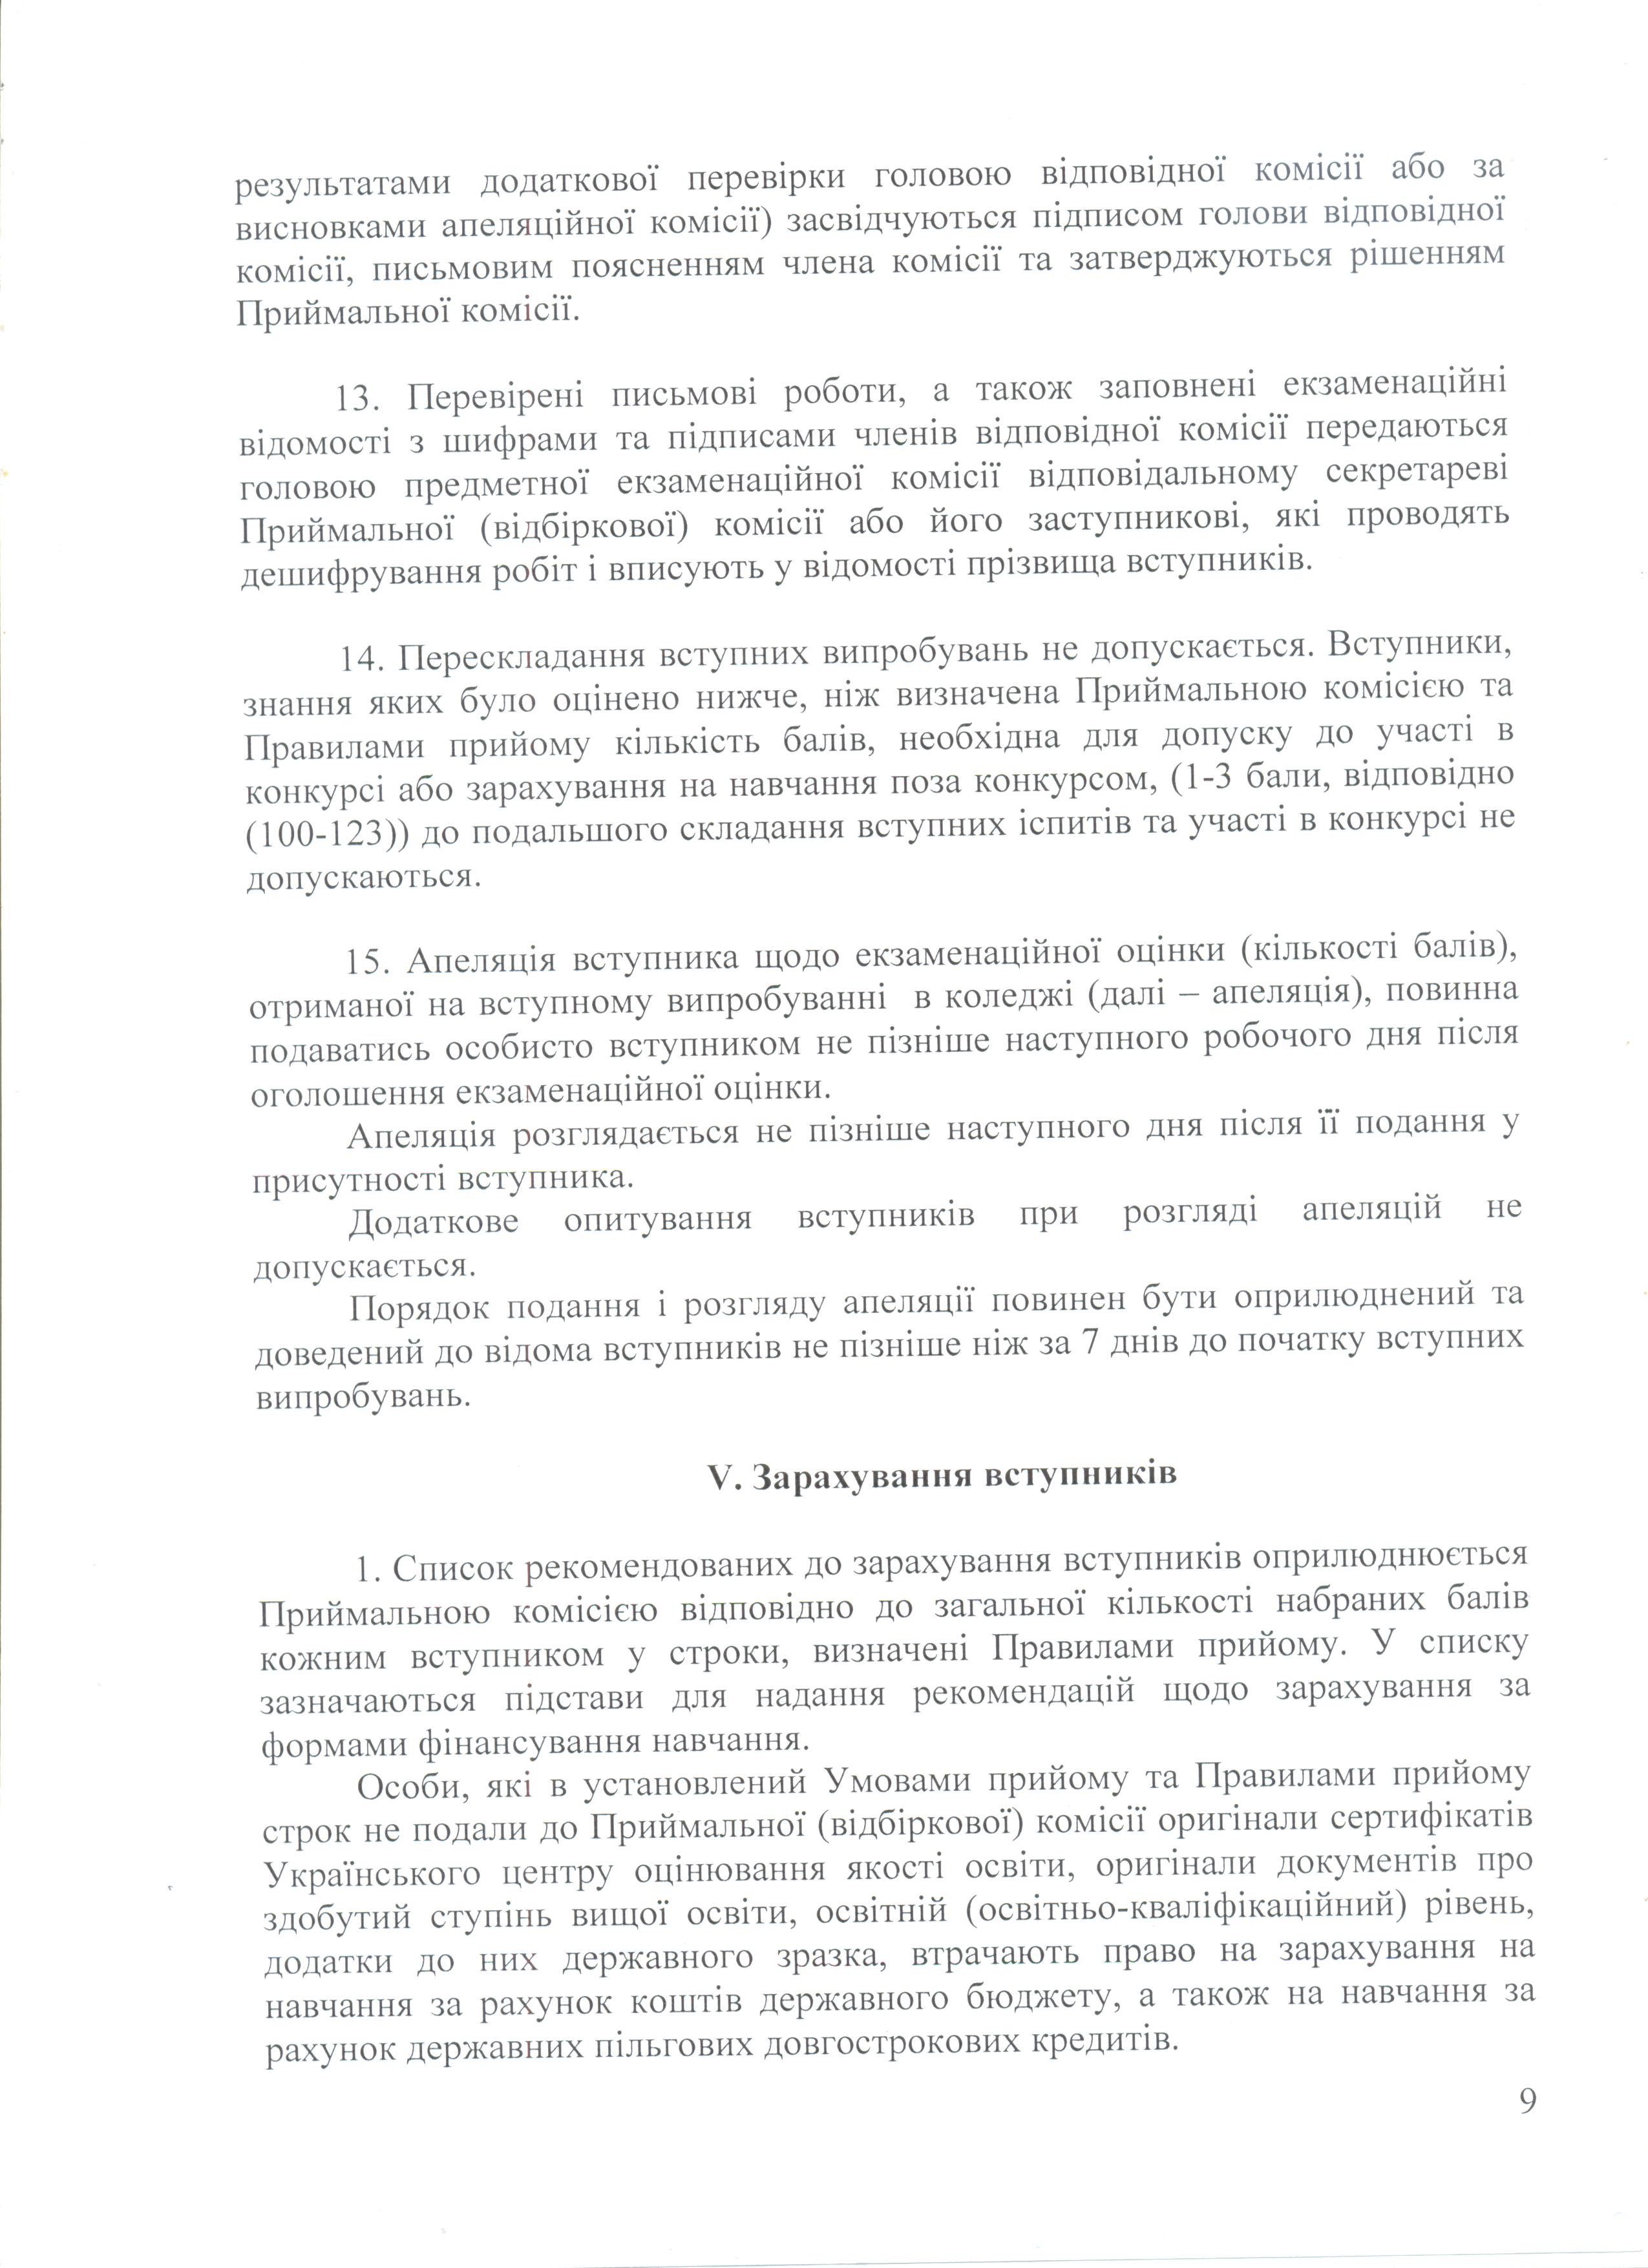 результатами додаткової перевірки головою відповідної комісії або за
висновками апеляційної комісії) засвідчуються підписом голови відповідної
комісії, письмовим поясненням члена комісії та затверджуються рішенням
Приймальної комісії.
13. Перевірені письмові роботи, а також заповнені екзаменаційні
відомості з шифрами та підписами членів відповідної комісії передаються
головою предметної екзаменаційної комісії відповідальному секретареві
Приймальної (відбіркової) комісії або його заступникові, які проводять
дешифрування робіт і вписують у відомості прізвища вступників.
14. Перескладання вступних випробувань не допускається. Вступники,
знання яких було оцінено нижче, ніж визначена Приймальною комісією та
Правилами прийому кількість балів, необхідна для допуску до участі в
конкурсі або зарахування на навчання поза конкурсом, (1-3 бали, відповідно
(100-123)) до подальшого складання вступних іспитів та участі в конкурсі не
допускаються.
15. Апеляція вступника щодо екзаменаційної оцінки (кількості балів),
отриманої на вступному випробуванні в коледжі (далі – апеляція), повинна
подаватись особисто вступником не пізніше наступного робочого дня після
оголошення екзаменаційної оцінки.
Апеляція розглядається не пізніше наступного дня після її подання у
присутності вступника.
Додаткове опитування вступників при розгляді апеляцій не
допускається.
Порядок подання і розгляду апеляції повинен бути оприлюднений та
доведений до відома вступників не пізніше ніж за 7 днів до початку вступних
випробувань.
V. Зарахування вступників
1. Список рекомендованих до зарахування вступників оприлюднюється
Приймальною комісією відповідно до загальної кількості набраних балів
кожним вступником у строки, визначені Правилами прийому. У списку
зазначаються підстави для надання рекомендацій щодо зарахування за
формами фінансування навчання.
Особи, які в установлений Умовами прийому та Правилами прийому
строк не подали до Приймальної (відбіркової) комісії оригінали сертифікатів
Українського центру оцінювання якості освіти, оригінали документів про
здобутий ступінь вищої освіти, освітній (освітньо-кваліфікаційний) рівень,
додатки до них державного зразка, втрачають право на зарахування на
навчання за рахунок коштів державного бюджету, а також на навчання за
рахунок державних пільгових довгострокових кредитів.
9